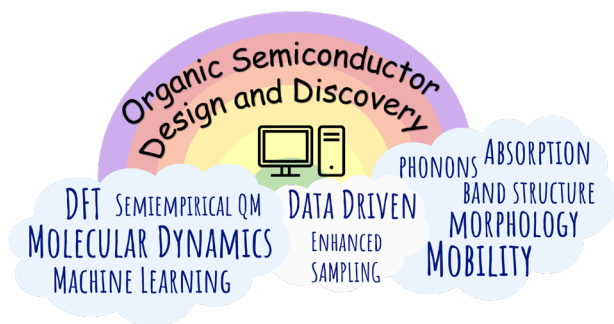 Organic Semiconductor
Design and Discovery
DFT Semiempirical QM
Molecular Dynamics
Machine Learning
Data Driven
Enhanced
Sampling
phonons Absorption
band structure
morphology
Mobility